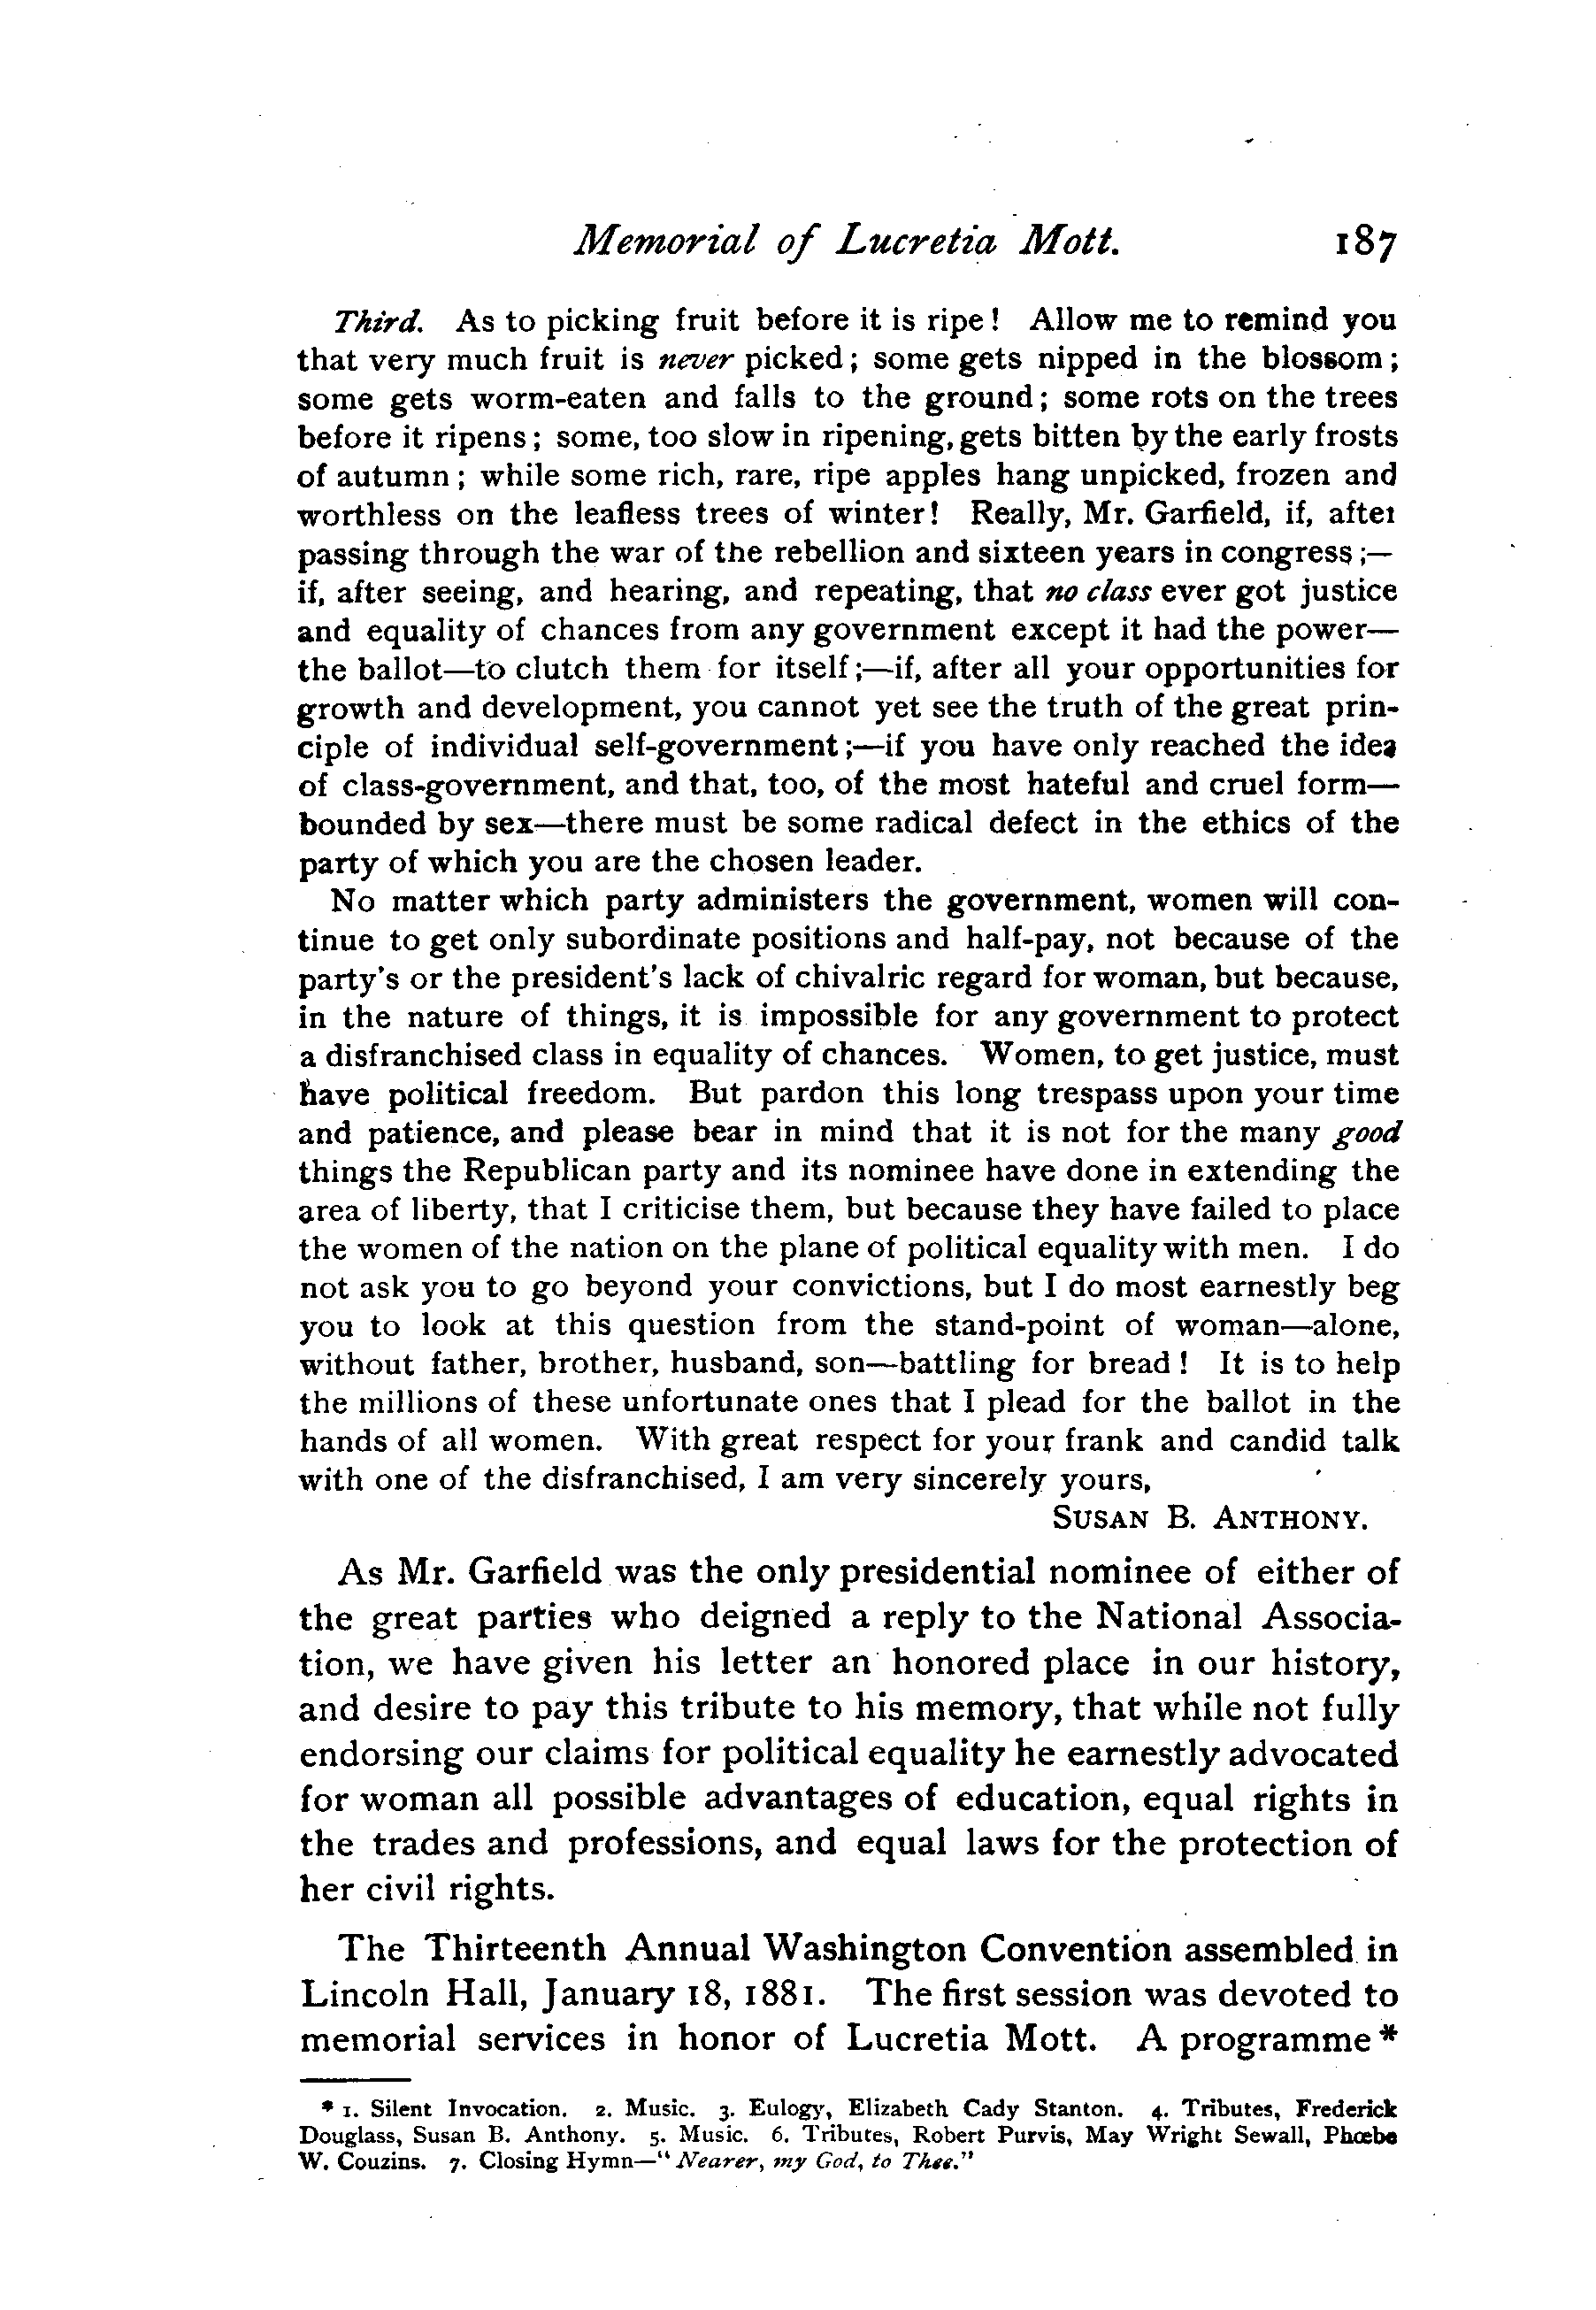 Memorial of Lucretia Mott. 187
Third. As to picking fruit before it is ripe! Allow me to remind you
that very much fruit is never picked; some gets nipped in the blossom;
some gets worm-eaten and falls to the ground; some rots on the trees
before it ripens; some, too slow in ripening, gets bitten by the early frosts
of autumn; while some rich, rare, ripe apples hang unpicked, frozen and
worthless on the leafless trees of winter! Really, Mr. Garfield, if, after
passing through the war of the rebellion and sixteen years in congress;—
if, after seeing, and hearing, and repeating, that no class ever got justice
and equality of chances from any government except it had the power—
the ballot—to clutch them for itself;—if, after all your opportunities for
growth and development, you cannot yet see the truth of the great prin-
ciple of individual self-government;—if you have only reached the idea
of class-government, and that, too, of the most hateful and cruel form—
bounded by sex—there must be some radical defect in the ethics of the
party of which you are the chosen leader.
No matter which party administers the government, women will con-
tinue to get only subordinate positions and half-pay, not because of the
party's or the president's lack of chivalric regard for woman, but because,
in the nature of things, it is impossible for any government to protect
a disfranchised class in equality of chances. Women, to get justice, must
have political freedom. But pardon this long trespass upon your time
and patience, and please bear in mind that it is not for the many good
things the Republican party and its nominee have done in extending the
area of liberty, that I criticise them, but because they have failed to place
the women of the nation on the plane of political equality with men. I do
not ask you to go beyond your convictions, but I do most earnestly beg
you to look at this question from the stand-point of woman—alone,
without father, brother, husband, son—battling for bread! It is to help
the millions of these unfortunate ones that I plead for the ballot in the
hands of all women. With great respect for your frank and candid talk
with one of the disfranchised, I am very sincerely yours,
SUSAN B. ANTHONY.
As Mr. Garfield was the only presidential nominee of either of
the great parties who deigned a reply to the National Associa-
tion, we have given his letter an honored place in our history,
and desire to pay this tribute to his memory, that while not fully
endorsing our claims for political equality he earnestly advocated
for woman all possible advantages of education, equal rights in
the trades and professions, and equal laws for the protection of
her civil rights.
The Thirteenth Annual Washington Convention assembled in
Lincoln Hall, January 18, 1881. The first session was devoted to
memorial services in honor of Lucretia Mott. A programme *
* 1. Silent Invocation. 2. Music. 3. Eulogy, Elizabeth Cady Stanton. 4. Tributes, Frederick
Douglass, Susan B. Anthony. 5. Music. 6. Tributes, Robert Purvis, May Wright Sewall, Phœbe
W. Couzins. 7. Closing Hymn—"Nearer, my God, to Thee."